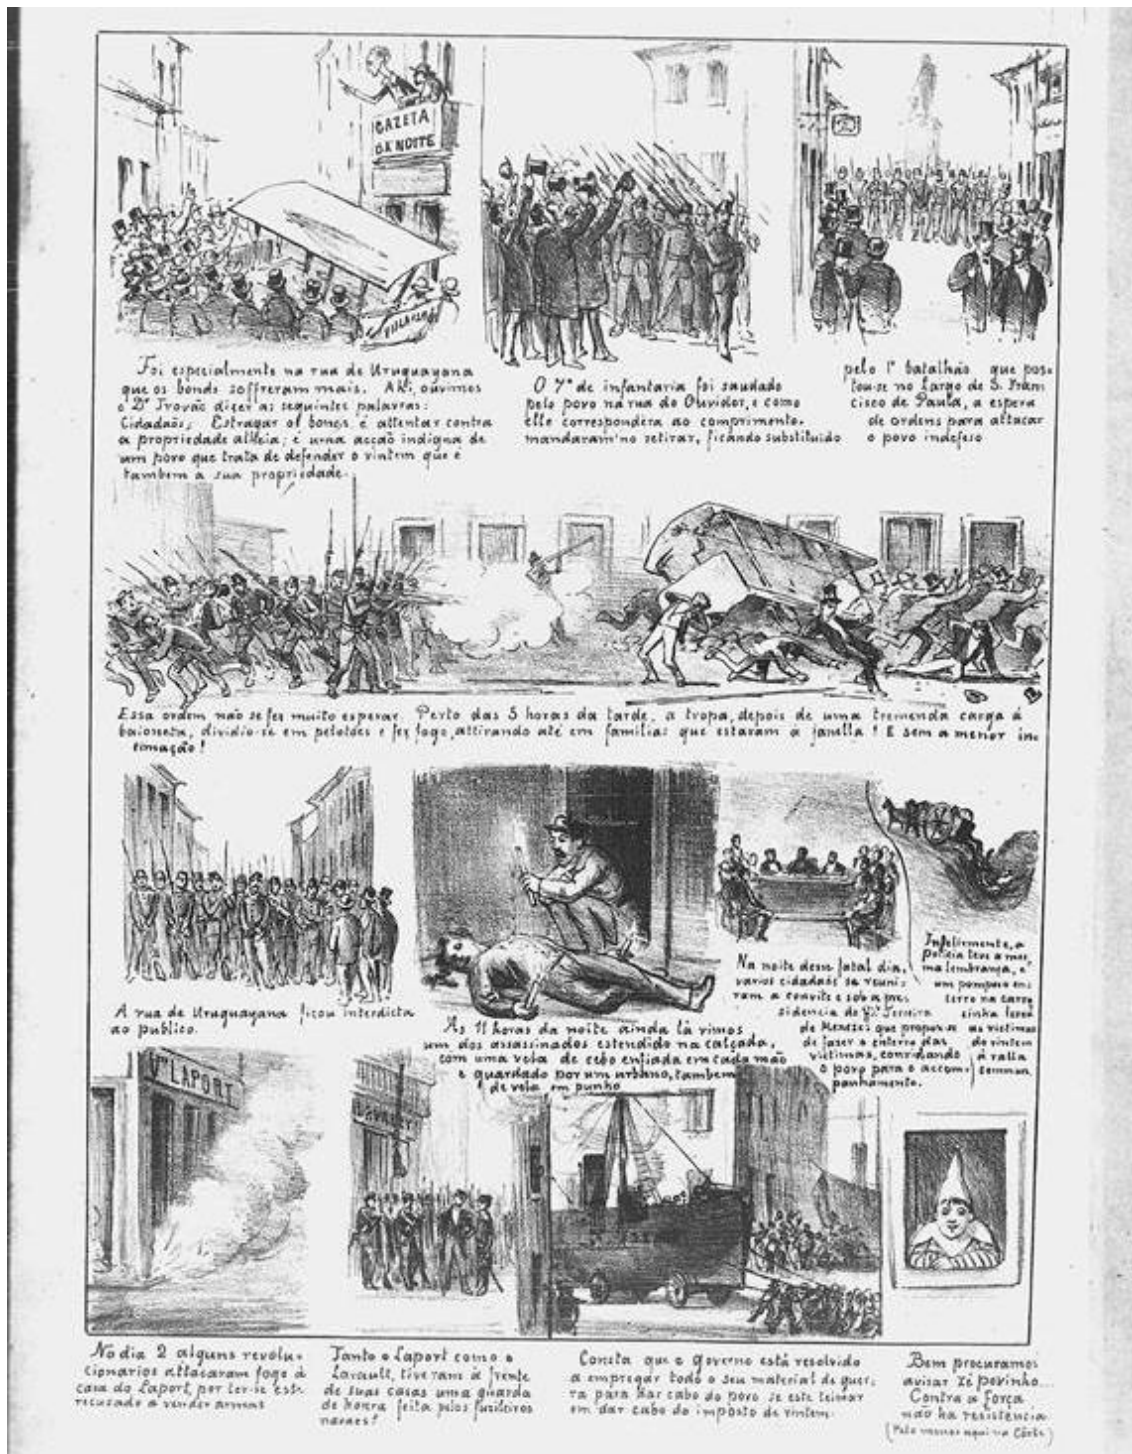 GAZETA
DA NOITE
Foi especialmente na rua de Uruguayana
que os bonds soffreram mais. Alli, ouvimos
o Dr Trovão dizer as seguintes palavras:
Cidadãos, Estragar os bonds é attentar contra
a propriedade alheia; é uma acção indigna de
um povo que trata de defender o vintem que é
tambem a sua propriedade.
O 7º de infantaria foi saudado
pelo povo na rua do Ouvidor, e como
elle correspondera ao comprimento,
mandaram'no retirar, ficando substituido
pelo 1º batalhão que pos-
tou-se no largo de S. Fran
cisco de Paula, a espera
de ordens para attacar
o povo indefeso
Essa ordem não se fez muito esperar. Perto das 5 horas da tarde, a tropa, depois de uma tremenda carga á
baioneta, dividio-se em pelotões e fez fogo, attirando até em familias que estavam á janella! E sem a menor in
timação!
A rua de Uruguayana ficou interdicta
ao publico.
Ás 11 horas da noite ainda lá vimos
um dos assassinados estendido na calçada,
com uma vela de cebo enfiada em cada mão
e guardado por um urbano, tambem
de vela em punho
Na noite desse fatal dia,
varios cidadãos se reuni-
ram a convite e sob a pre-
sidencia do Ferreira
de Menezes que propor-se
de fazer o enterro das
victimas, convidando
o povo para o accom-
panhamento.
Infelizmente, a
policia teve a mes-
ma lembrança, e
um pomposo en-
terro na carro
cinha levou
as victimas
do vintem
á valla
commun.
Vva LAPORT
No dia 2 alguns revolu-
cionarios attacaram fogo á
casa do Laport, por ter-se este
recusado a vender armas
Tanto o Laport como o
tiveram á frente
de suas casas uma guarda
de honra feita pelos fuzileiros
navaes!
Consta que o governo está resolvido
a empregar todo o seu material de guer-
ra para dar cabo do povo se este teimar
em dar cabo do imposto do vintem.
Bem procuramos
avisar Zé povinho...
Contra a força
não ha resistencia
(Pelo menos aqui na Côrte)